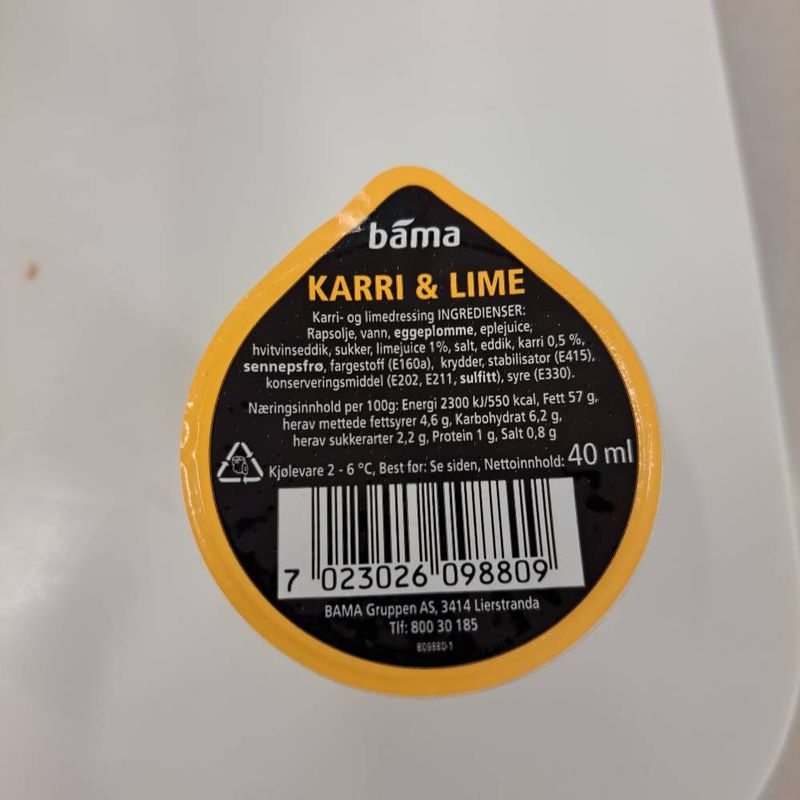 bama
KARRI & LIME
Karri- og limedressing INGREDIENSER:
Rapsolje, vann, eggeplomme, eplejuice,
hvitvinseddik, sukker, limejuice 1%, salt, eddik, karri 0,5 %,
sennepsfrø, fargestoff (E160a), krydder, stabilisator (E415),
konserveringsmiddel (E202, E211, sulfitt), syre (E330).
Næringsinnhold per 100g: Energi 2300 kJ/550 kcal, Fett 57 g,
herav mettede fettsyrer 4,6 g, Karbohydrat 6,2 g,
herav sukkerarter 2,2 g, Protein 1 g, Salt 0,8 g
Kjølevare 2 - 6 °C, Best før: Se siden, Nettoinnhold: 40 ml
7 023026 098809
BAMA Gruppen AS, 3414 Lierstranda
Tlf: 800 30 185